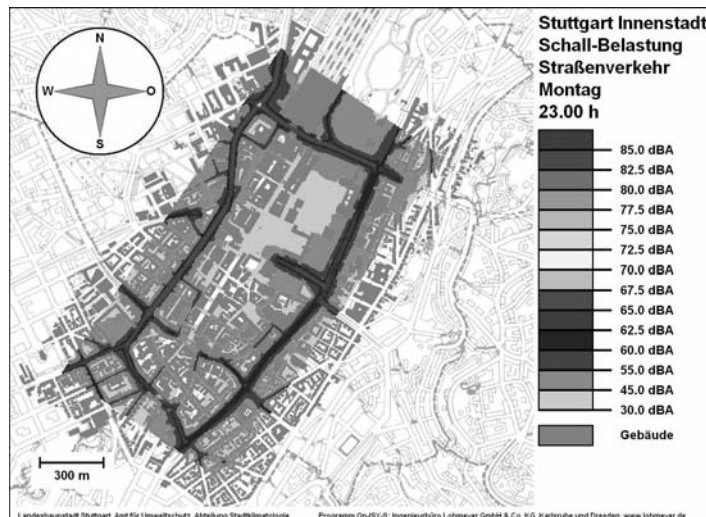 Stuttgart Innenstadt
Schall-Belastung
Straßenverkehr
Montag
23.00 h
N
W
O
S
85.0 dBA
82.5 dBA
80.0 dBA
77.5 dBA
75.0 dBA
72.5 dBA
70.0 dBA
67.5 dBA
65.0 dBA
62.5 dBA
60.0 dBA
55.0 dBA
45.0 dBA
30.0 dBA
Gebäude
300 m
Landeshauptstadt Stuttgart, Amt für Umweltschutz, Abteilung Stadtklimatologie
Ingenieurbüro Lohmeyer GmbH & Co. KG, Karlsruhe und Dresden, www.lohmeyer.de